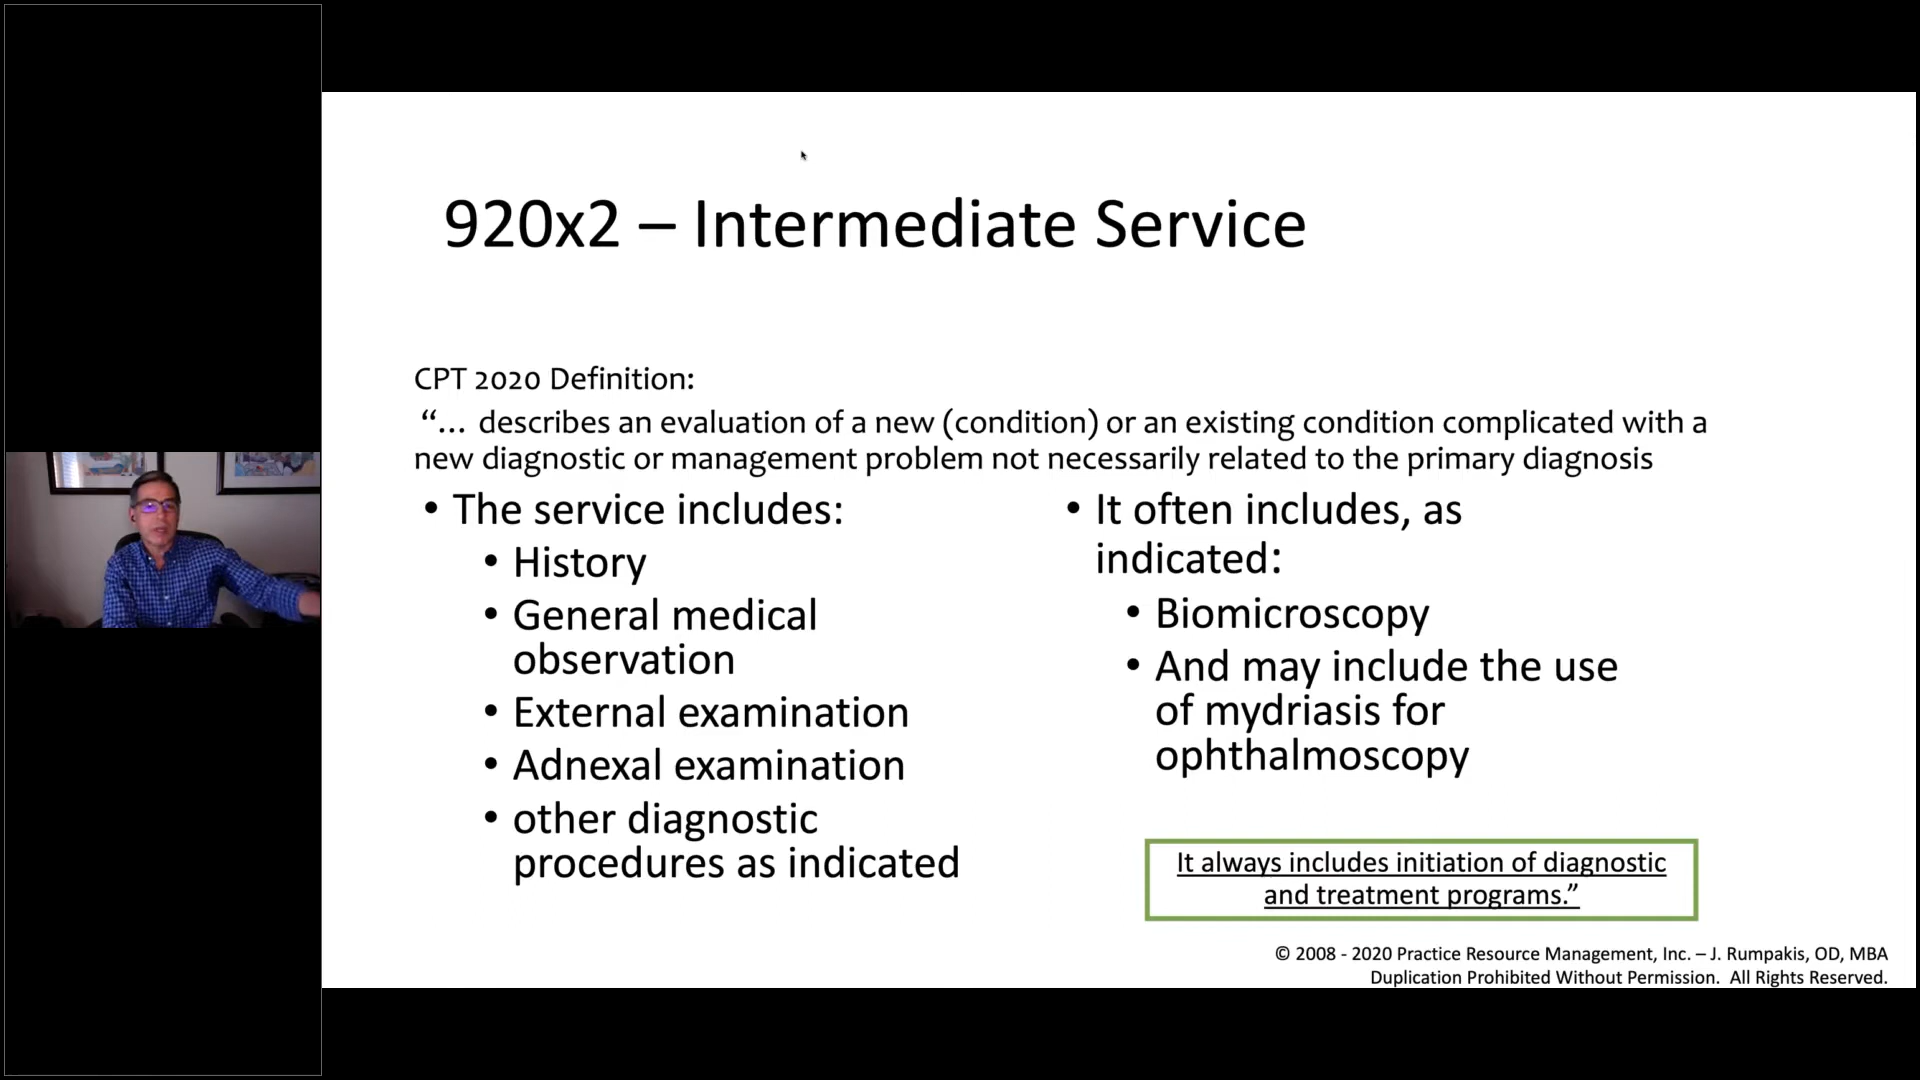 920x2 – Intermediate Service
CPT 2020 Definition:
“… describes an evaluation of a new (condition) or an existing condition complicated with a
new diagnostic or management problem not necessarily related to the primary diagnosis
• The service includes:
• History
• General medical
observation
• External examination
• Adnexal examination
• other diagnostic
procedures as indicated
• It often includes, as
indicated:
• Biomicroscopy
• And may include the use
of mydriasis for
ophthalmoscopy
It always includes initiation of diagnostic
and treatment programs.”
© 2008 - 2020 Practice Resource Management, Inc. – J. Rumpakis, OD, MBA
Duplication Prohibited Without Permission. All Rights Reserved.